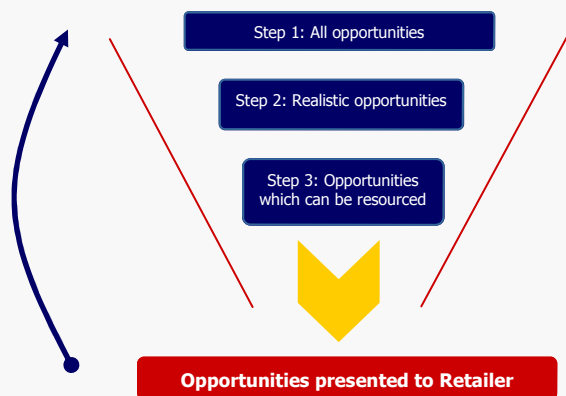 Step 1: All opportunities
Step 2: Realistic opportunities
Step 3: Opportunities
which can be resourced
Opportunities presented to Retailer